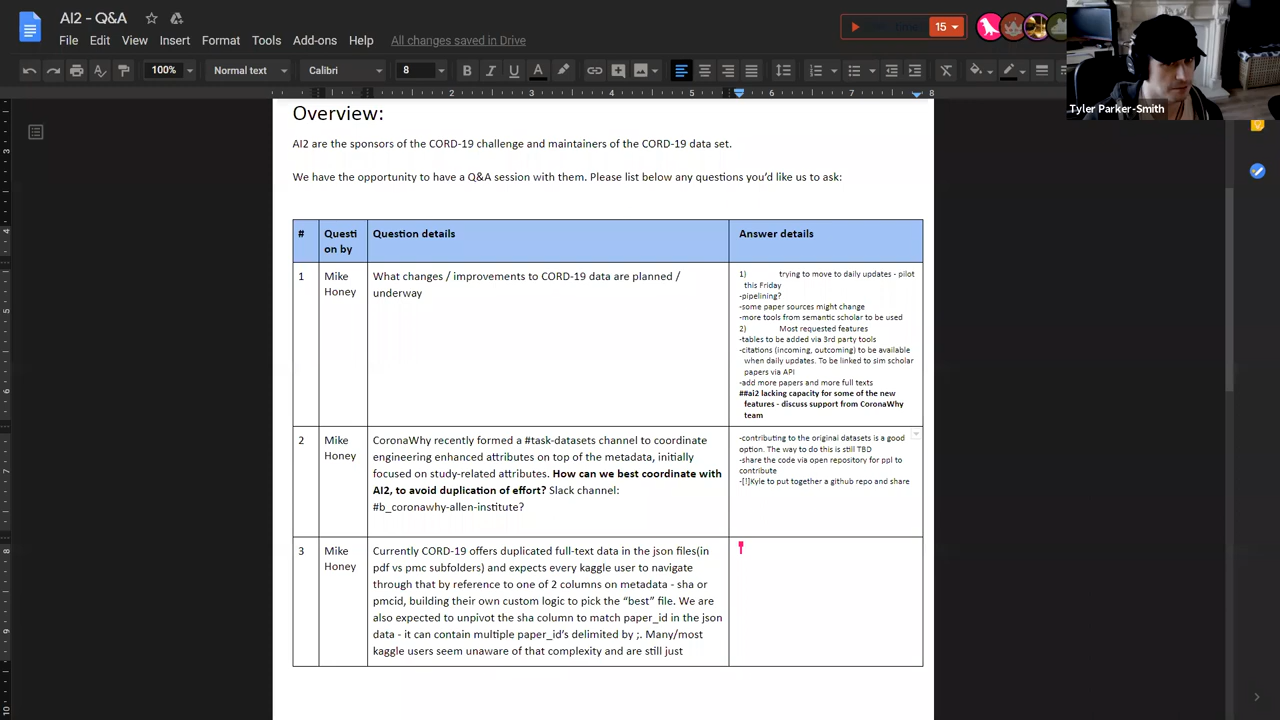 AI2 - Q&A
File Edit View Insert Format Tools Addons Help All changes saved in Drive
15
100% Normal text Calibri 8
Tyler Parker-Smith
2 3 4 5 6 7 8
Overview:
AI2 are the sponsors of the CORD-19 challenge and maintainers of the CORD-19 data set.
We have the opportunity to have a Q&A session with them. Please list below any questions you'd like us to ask:
# Questi Question details Answer details
on by
1 Mike What changes / improvements to CORD-19 data are planned /
Honey underway
1) trying to move to daily updates - pilot
this Friday
-pipelining?
-some paper sources might change
-more tools from semantic scholar to be used
2) Most requested features
-tables to be added via 3rd party tools
-citations (incoming, outcoming) to be available
when daily updates. To be linked to sim scholar
papers via API
-add more papers and more full texts
##ai2 lacking capacity for some of the new
features - discuss support from CoronaWhy
team
2 Mike CoronaWhy recently formed a #task-datasets channel to coordinate
Honey engineering enhanced attributes on top of the metadata, initially
focused on study-related attributes. How can we best coordinate with
AI2, to avoid duplication of effort? Slack channel:
#b_coronawhy-allen-institute?
-contributing to the original datasets is a good
option. The way to do this is still TBD
-share the code via open repository for ppl to
contribute
-[!]Kyle to put together a github repo and share
3 Mike Currently CORD-19 offers duplicated full-text data in the json files(in
Honey pdf vs pmc subfolders) and expects every kaggle user to navigate
through that by reference to one of 2 columns on metadata - sha or
pmcid, building their own custom logic to pick the “best” file. We are
also expected to unpivot the sha column to match paper_id in the json
data - it can contain multiple paper_id's delimited by ;. Many/most
kaggle users seem unaware of that complexity and are still just